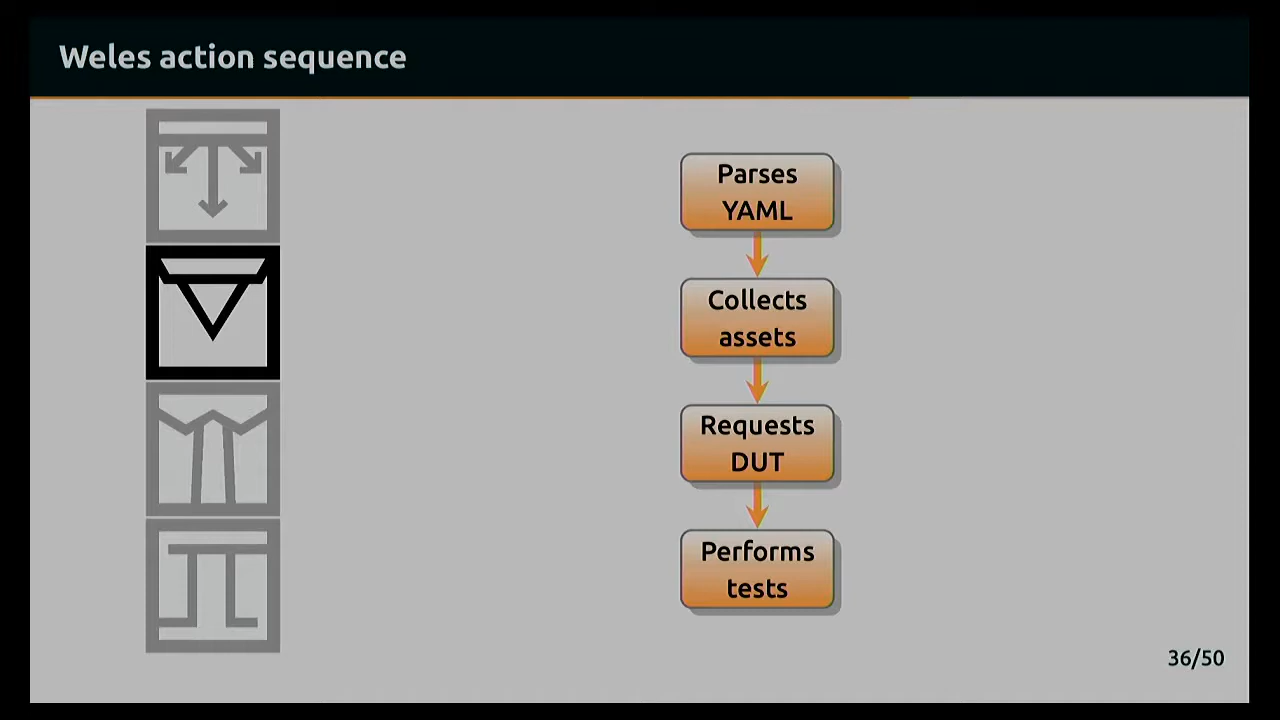 Weles action sequence
Parses
YAML
Collects
assets
Requests
DUT
Performs
tests
36/50